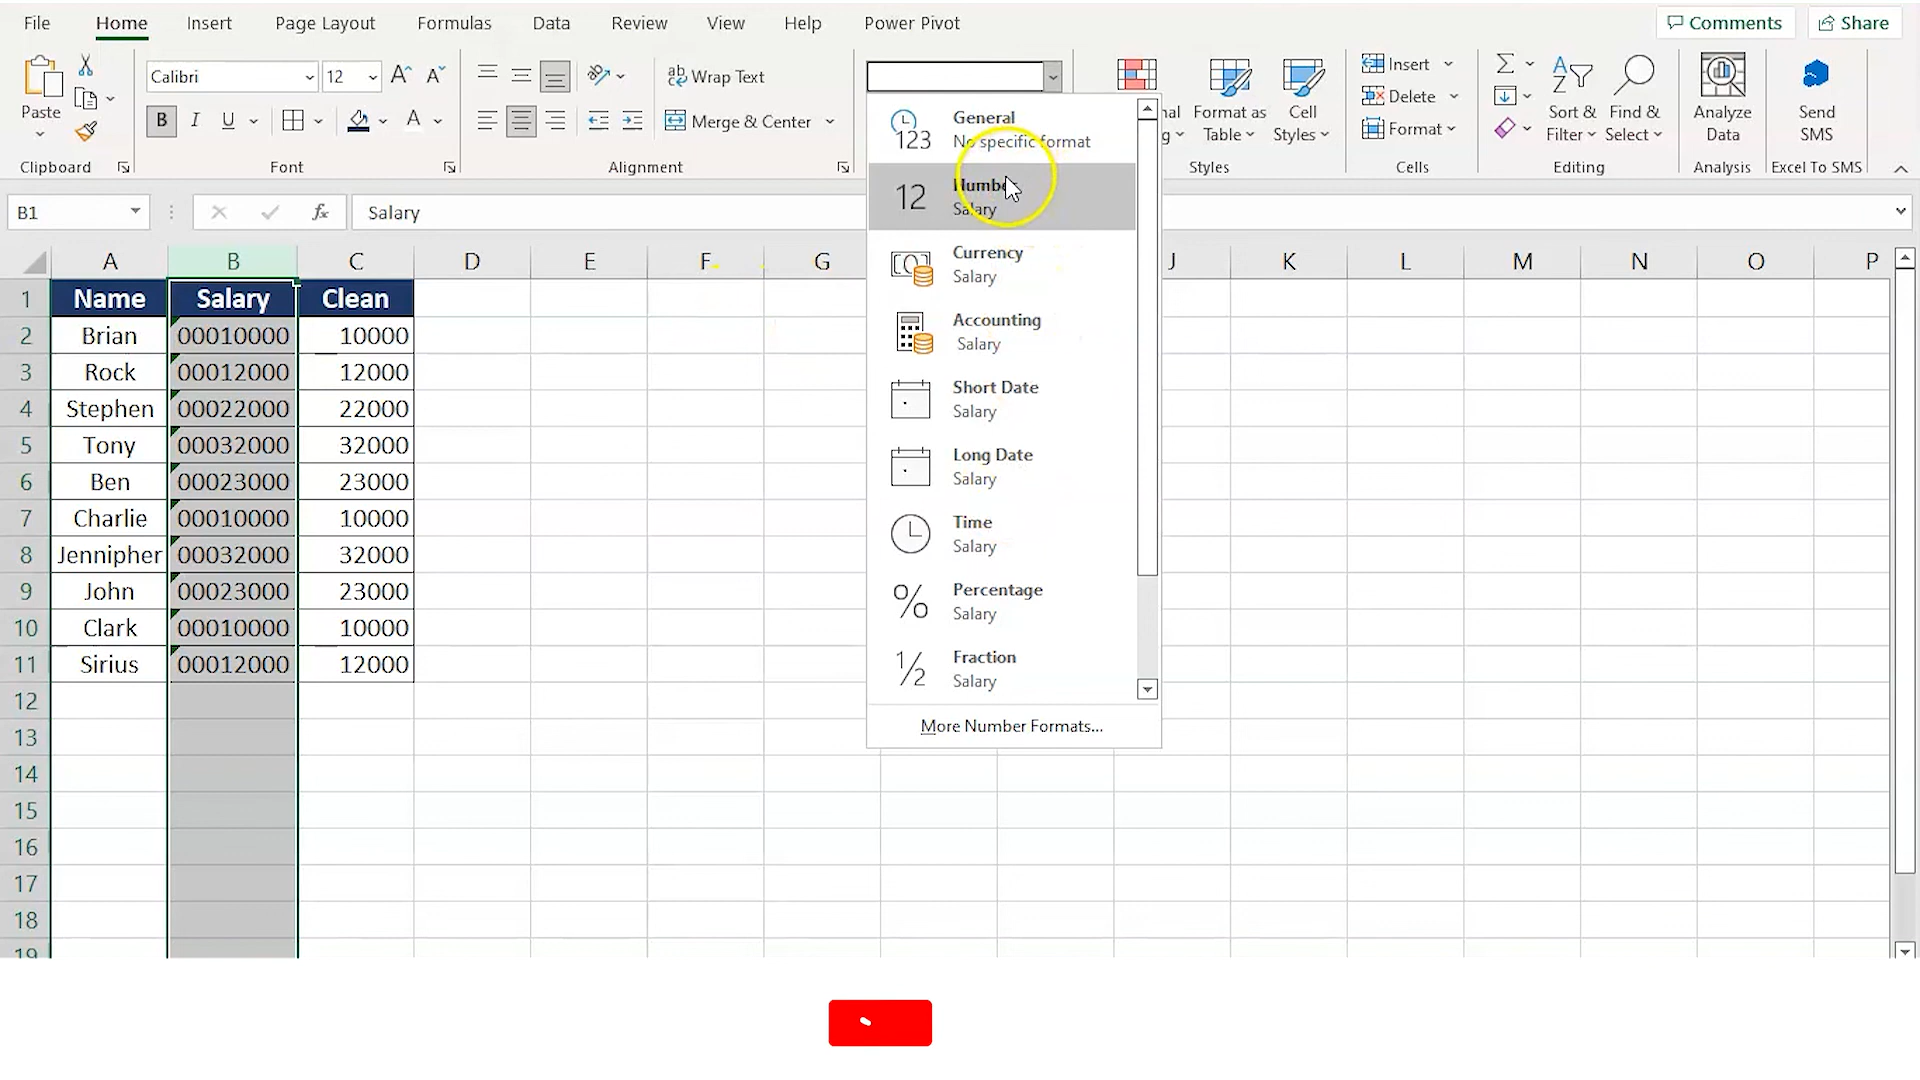 File Home Insert Page Layout Formulas Data Review View Help Power Pivot Comments Share
Calibri 12 Wrap Text Insert
Delete
Paste B I U A Merge & Center Format as Cell Format Sort & Find & Analyze Send
Table Styles Filter Select Data SMS
Clipboard Font Alignment Styles Cells Editing Analysis Excel To SMS
B1 fx Salary
A B C D E F G J K L M N O P
1 Name Salary Clean
2 Brian 00010000 10000
3 Rock 00012000 12000
4 Stephen 00022000 22000
5 Tony 00032000 32000
6 Ben 00023000 23000
7 Charlie 00010000 10000
8 Jennipher 00032000 32000
9 John 00023000 23000
10 Clark 00010000 10000
11 Sirius 00012000 12000
12
13
14
15
16
17
18
19
General
123 No specific format
Number
12 Salary
Currency
Salary
Accounting
Salary
Short Date
Salary
Long Date
Salary
Time
Salary
% Percentage
Salary
½ Fraction
Salary
More Number Formats...